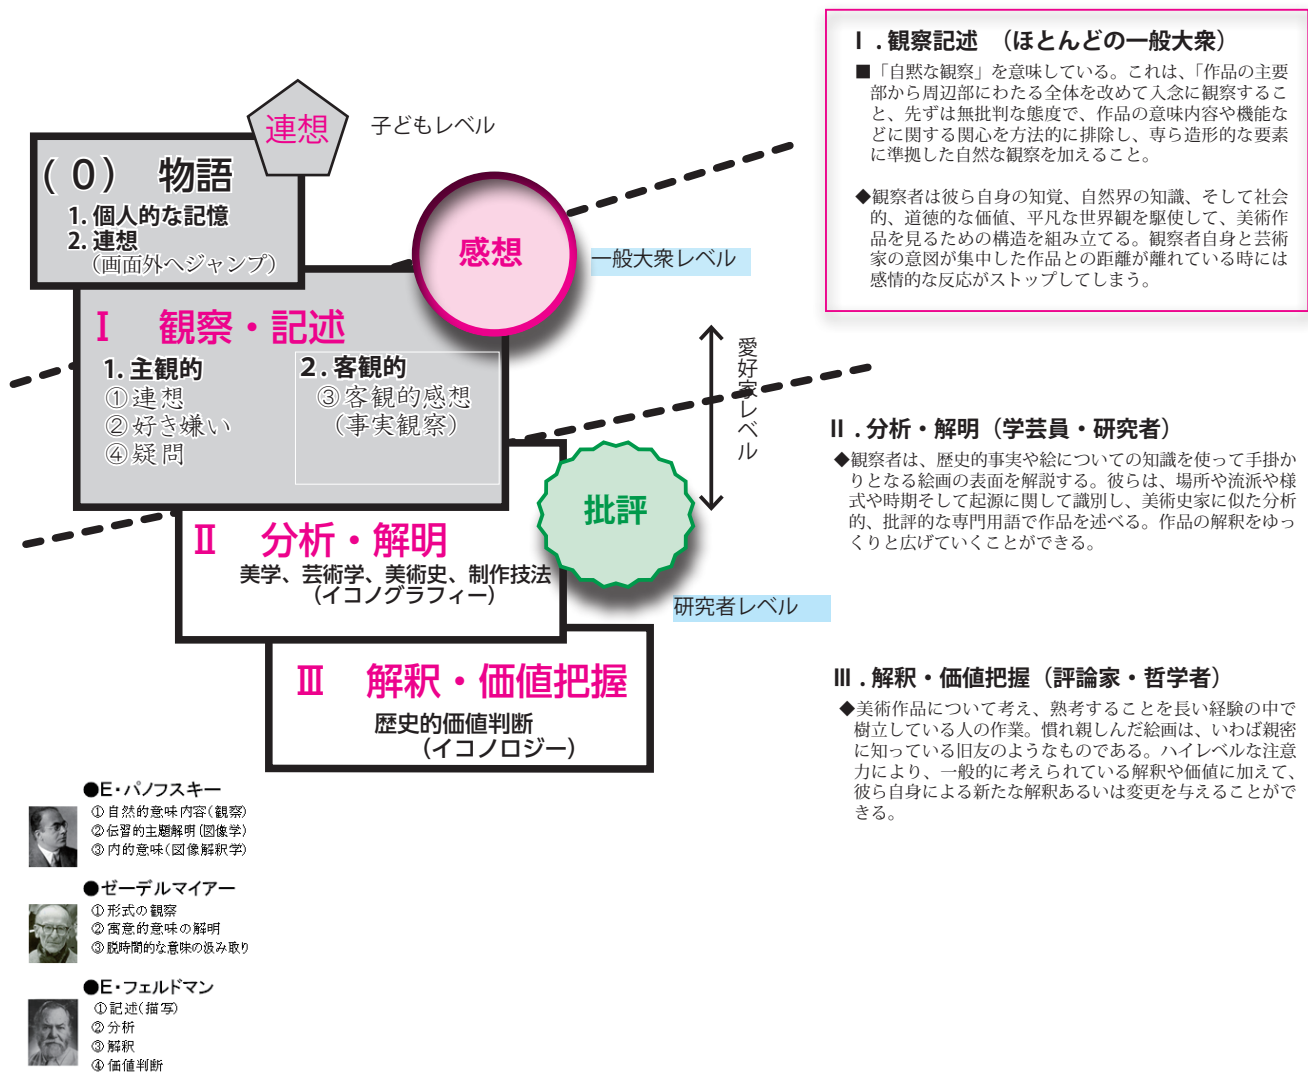 連想
子どもレベル
(０)　物語
1. 個人的な記憶
2. 連想
(画面外へジャンプ)
感想
一般大衆レベル
Ⅰ　観察・記述
1. 主観的
①連想
②好き嫌い
④疑問
2. 客観的
③客観的感想
(事実観察)
愛好家レベル
批評
Ⅱ　分析・解明
美学、芸術学、美術史、制作技法
(イコノグラフィー)
研究者レベル
Ⅲ　解釈・価値把握
歴史的価値判断
(イコノロジー)
●E・パノフスキー
①自然的意味内容(観察)
②伝習的主題解明(図像学)
③内的意味(図像解釈学)
●ゼーデルマイアー
①形式の観察
②寓意的意味の解明
③脱時間的な意味の汲み取り
●E・フェルドマン
①記述(描写)
②分析
③解釈
④価値判断
Ⅰ．観察記述　（ほとんどの一般大衆）
■「自黙な観察」を意味している。これは、「作品の主要
部から周辺部にわたる全体を改めて入念に観察するこ
と、先ずは無批判な態度で、作品の意味内容や機能な
どに関する関心を方法的に排除し、専ら造形的な要素
に準拠した自然な観察を加えること。
◆観察者は彼ら自身の知覚、自然界の知識、そして社会
的、道徳的な価値、平凡な世界観を駆使して、美術作
品を見るための構造を組み立てる。観察者自身と芸術
家の意図が集中した作品との距離が離れている時には
感情的な反応がストップしてしまう。
Ⅱ．分析・解明（学芸員・研究者）
◆観察者は、歴史的事実や絵についての知識を使って手掛か
りとなる絵画の表面を解説する。彼らは、場所や流派や様
式や時期そして起源に関して識別し、美術史家に似た分析
的、批評的な専門用語で作品を述べる。作品の解釈をゆっ
くりと広げていくことができる。
Ⅲ．解釈・価値把握（評論家・哲学者）
◆美術作品について考え、熟考することを長い経験の中で
樹立している人の作業。慣れ親しんだ絵画は、いわば親密
に知っている旧友のようなものである。ハイレベルな注意
力により、一般的に考えられている解釈や価値に加えて、
彼ら自身による新たな解釈あるいは変更を与えることがで
きる。